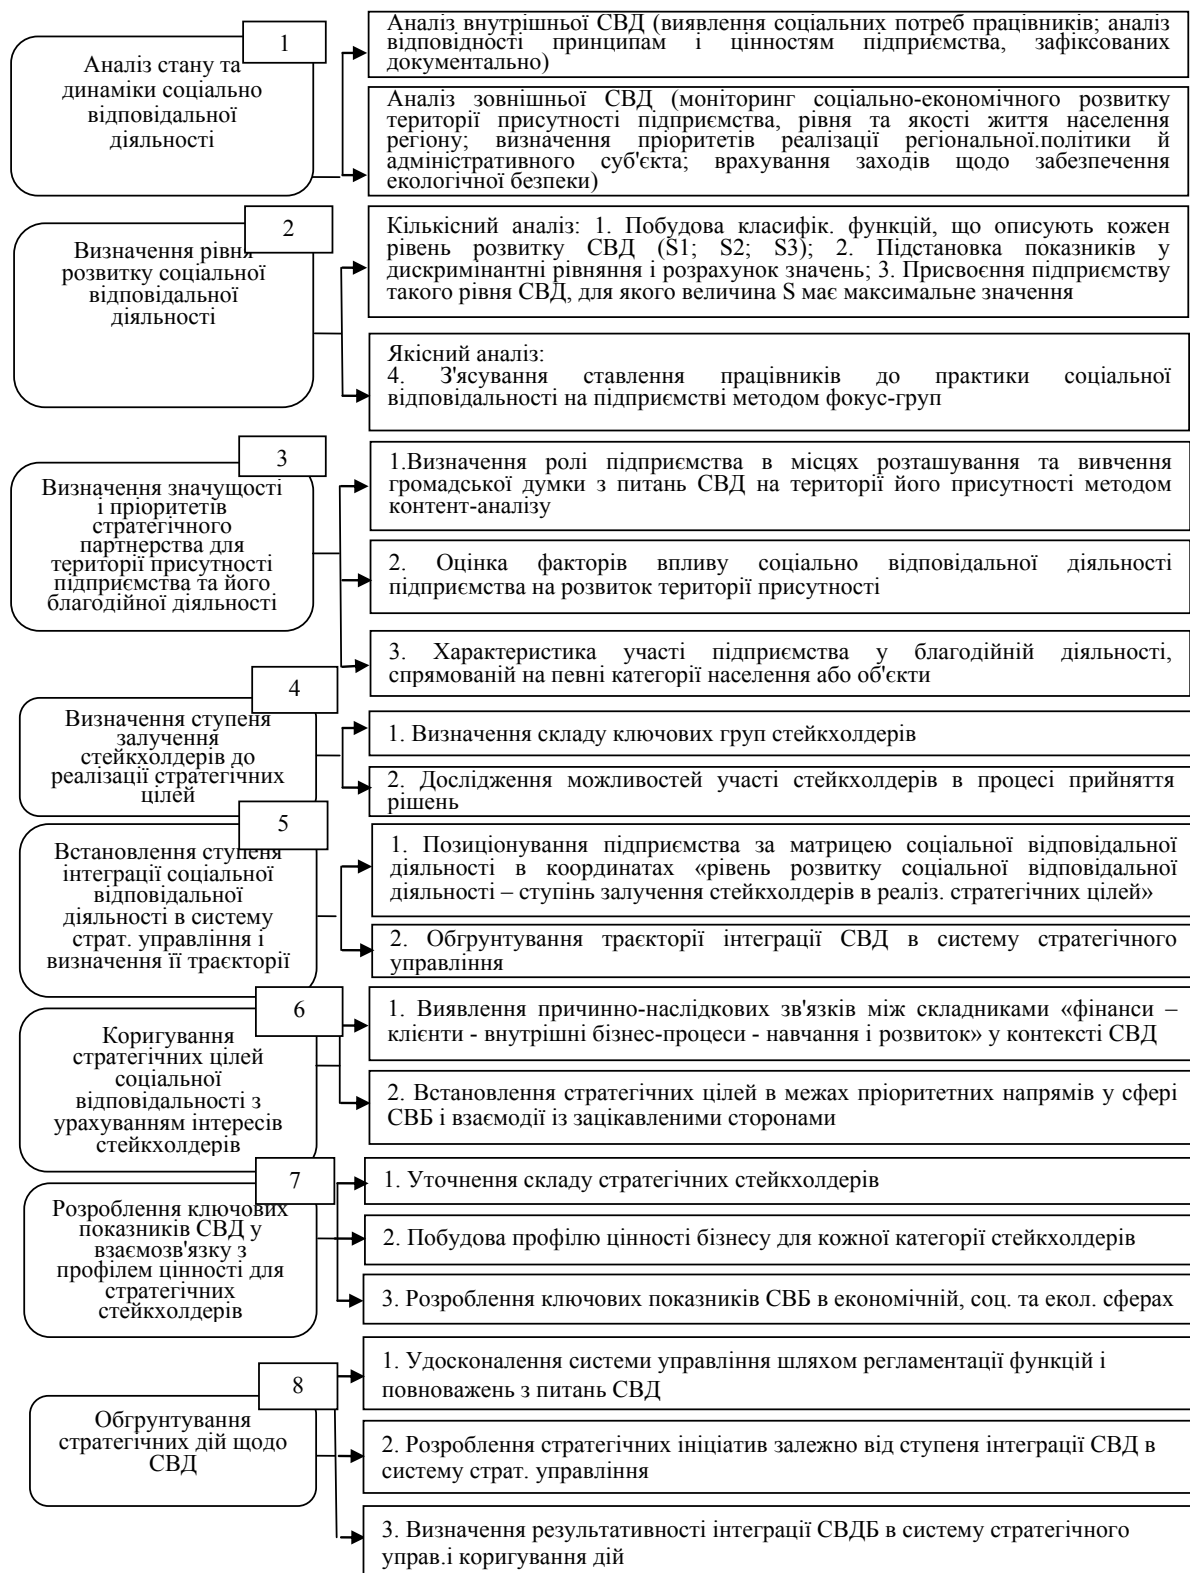 1
Аналіз стану та
динаміки соціально
відповідальної
діяльності
Аналіз внутрішньої СВД (виявлення соціальних потреб працівників; аналіз
відповідності принципам і цінностям підприємства, зафіксованих
документально)
Аналіз зовнішньої СВД (моніторинг соціально-економічного розвитку
території присутності підприємства, рівня та якості життя населення
регіону; визначення пріоритетів реалізації регіональної.політики й
адміністративного суб'єкта; врахування заходів щодо забезпечення
екологічної безпеки)
2
Визначення рівня
розвитку соціальної
відповідальної
діяльності
Кількісний аналіз: 1. Побудова класифік. функцій, що описують кожен
рівень розвитку СВД (S1; S2; S3); 2. Підстановка показників у
дискримінантні рівняння і розрахунок значень; 3. Присвоєння підприємству
такого рівня СВД, для якого величина S має максимальне значення
Якісний аналіз:
4. З'ясування ставлення працівників до практики соціальної
відповідальності на підприємстві методом фокус-груп
3
Визначення значущості
і пріоритетів
стратегічного
партнерства для
території присутності
підприємства та його
благодійної діяльності
1.Визначення ролі підприємства в місцях розташування та вивчення
громадської думки з питань СВД на території його присутності методом
контент-аналізу
2. Оцінка факторів впливу соціально відповідальної діяльності
підприємства на розвиток території присутності
3. Характеристика участі підприємства у благодійній діяльності,
спрямованій на певні категорії населення або об'єкти
4
Визначення ступеня
залучення
стейкхолдерів до
реалізації стратегічних
цілей
1. Визначення складу ключових груп стейкхолдерів
2. Дослідження можливостей участі стейкхолдерів в процесі прийняття
рішень
5
Встановлення ступеня
інтеграції соціальної
відповідальної
діяльності в систему
страт. управління і
визначення її траєкторії
1. Позиціонування підприємства за матрицею соціальної відповідальної
діяльності в координатах «рівень розвитку соціальної відповідальної
діяльності – ступінь залучення стейкхолдерів в реаліз. стратегічних цілей»
2. Обгрунтування траєкторії інтеграції СВД в систему стратегічного
управління
6
Коригування
стратегічних цілей
соціальної
відповідальності з
урахуванням інтересів
стейкхолдерів
1. Виявлення причинно-наслідкових зв'язків між складниками «фінанси –
клієнти - внутрішні бізнес-процеси - навчання і розвиток» у контексті СВД
2. Встановлення стратегічних цілей в межах пріоритетних напрямів у сфері
СВБ і взаємодії із зацікавленими сторонами
7
Розроблення ключових
показників СВД у
взаємозв'язку з
профілем цінності для
стратегічних
стейкхолдерів
1. Уточнення складу стратегічних стейкхолдерів
2. Побудова профілю цінності бізнесу для кожної категорії стейкхолдерів
3. Розроблення ключових показників СВБ в економічній, соц. та екол. сферах
8
Обгрунтування
стратегічних дій щодо
СВД
1. Удосконалення системи управління шляхом регламентації функцій і
повноважень з питань СВД
2. Розроблення стратегічних ініціатив залежно від ступеня інтеграції СВД в
систему страт. управління
3. Визначення результативності інтеграції СВДБ в систему стратегічного
управ.і коригування дій